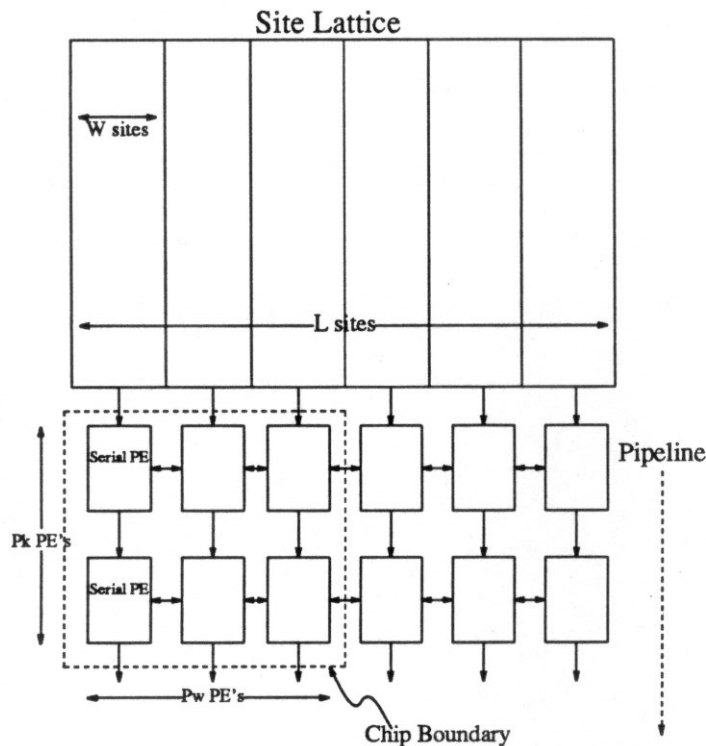 Site Lattice
W sites
L sites
Serial PE
Pipeline
Pk PE's
Serial PE
Pw PE's
Chip Boundary